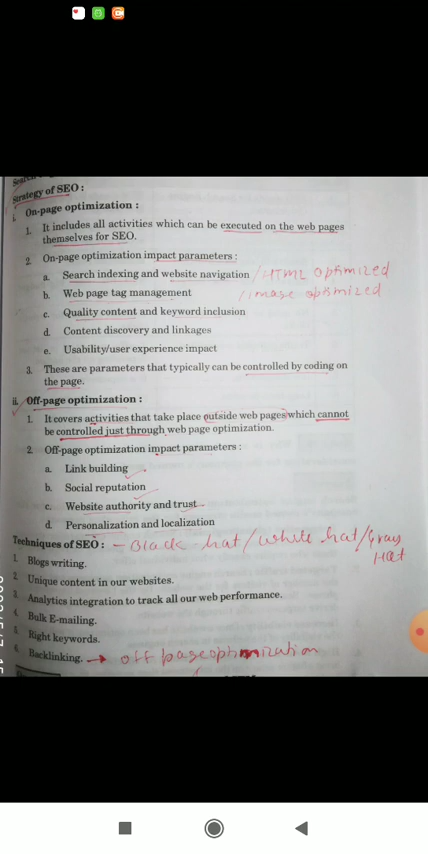 Strategy of SEO :
i. On-page optimization :
1. It includes all activities which can be executed on the web pages
themselves for SEO.
2. On-page optimization impact parameters :
a. Search indexing and website navigation / HTML optimized
b. Web page tag management / image optimized
c. Quality content and keyword inclusion
d. Content discovery and linkages
e. Usability/user experience impact
3. These are parameters that typically can be controlled by coding on
the page.
ii. Off-page optimization :
1. It covers activities that take place outside web pages which cannot
be controlled just through web page optimization.
2. Off-page optimization impact parameters :
a. Link building
b. Social reputation
c. Website authority and trust
d. Personalization and localization
Techniques of SEO : - Black hat / white hat / Gray
Hat
1. Blogs writing.
2. Unique content in our websites.
3. Analytics integration to track all our web performance.
4. Bulk E-mailing.
5. Right keywords.
6. Backlinking. → off page optimization